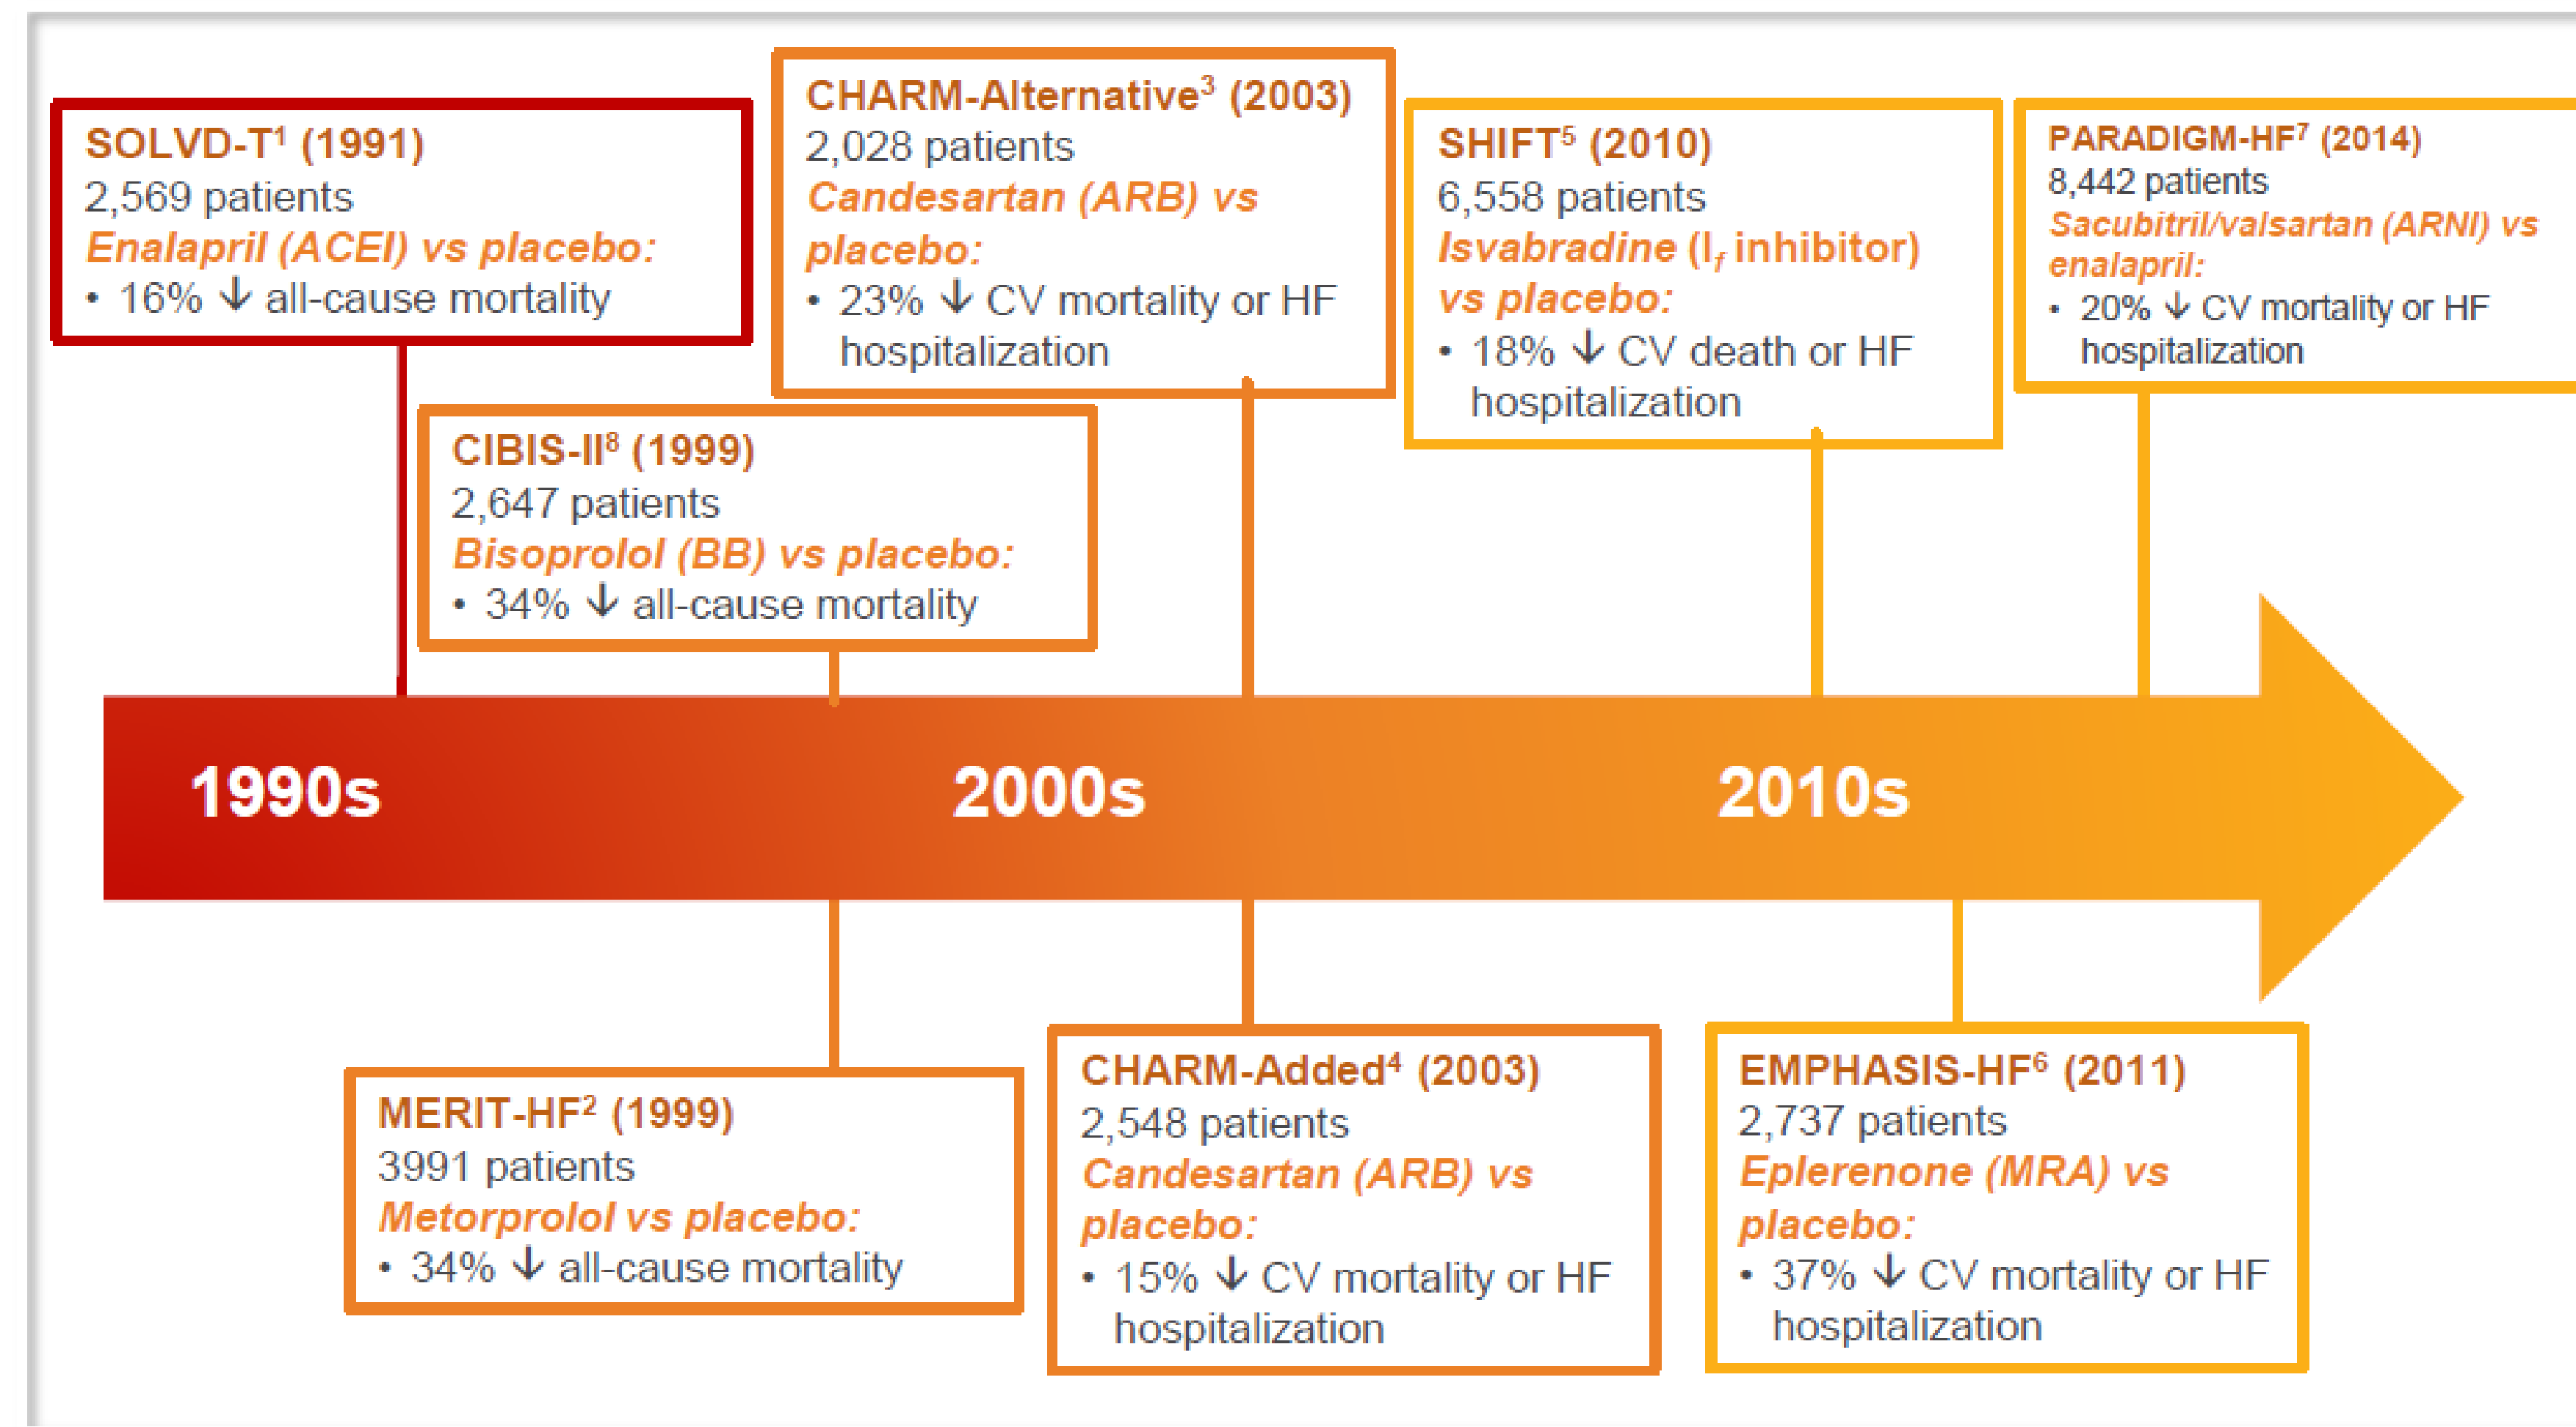 SOLVD-T¹ (1991)
2,569 patients
Enalapril (ACEI) vs placebo:
• 16% ↓ all-cause mortality
CIBIS-II⁸ (1999)
2,647 patients
Bisoprolol (BB) vs placebo:
• 34% ↓ all-cause mortality
CHARM-Alternative³ (2003)
2,028 patients
Candesartan (ARB) vs
placebo:
• 23% ↓ CV mortality or HF
hospitalization
SHIFT⁵ (2010)
6,558 patients
Isvabradine (If inhibitor)
vs placebo:
• 18% ↓ CV death or HF
hospitalization
PARADIGM-HF⁷ (2014)
8,442 patients
Sacubitril/valsartan (ARNI) vs
enalapril:
• 20% ↓ CV mortality or HF
hospitalization
1990s 2000s 2010s
MERIT-HF² (1999)
3991 patients
Metorprolol vs placebo:
• 34% ↓ all-cause mortality
CHARM-Added⁴ (2003)
2,548 patients
Candesartan (ARB) vs
placebo:
• 15% ↓ CV mortality or HF
hospitalization
EMPHASIS-HF⁶ (2011)
2,737 patients
Eplerenone (MRA) vs
placebo:
• 37% ↓ CV mortality or HF
hospitalization